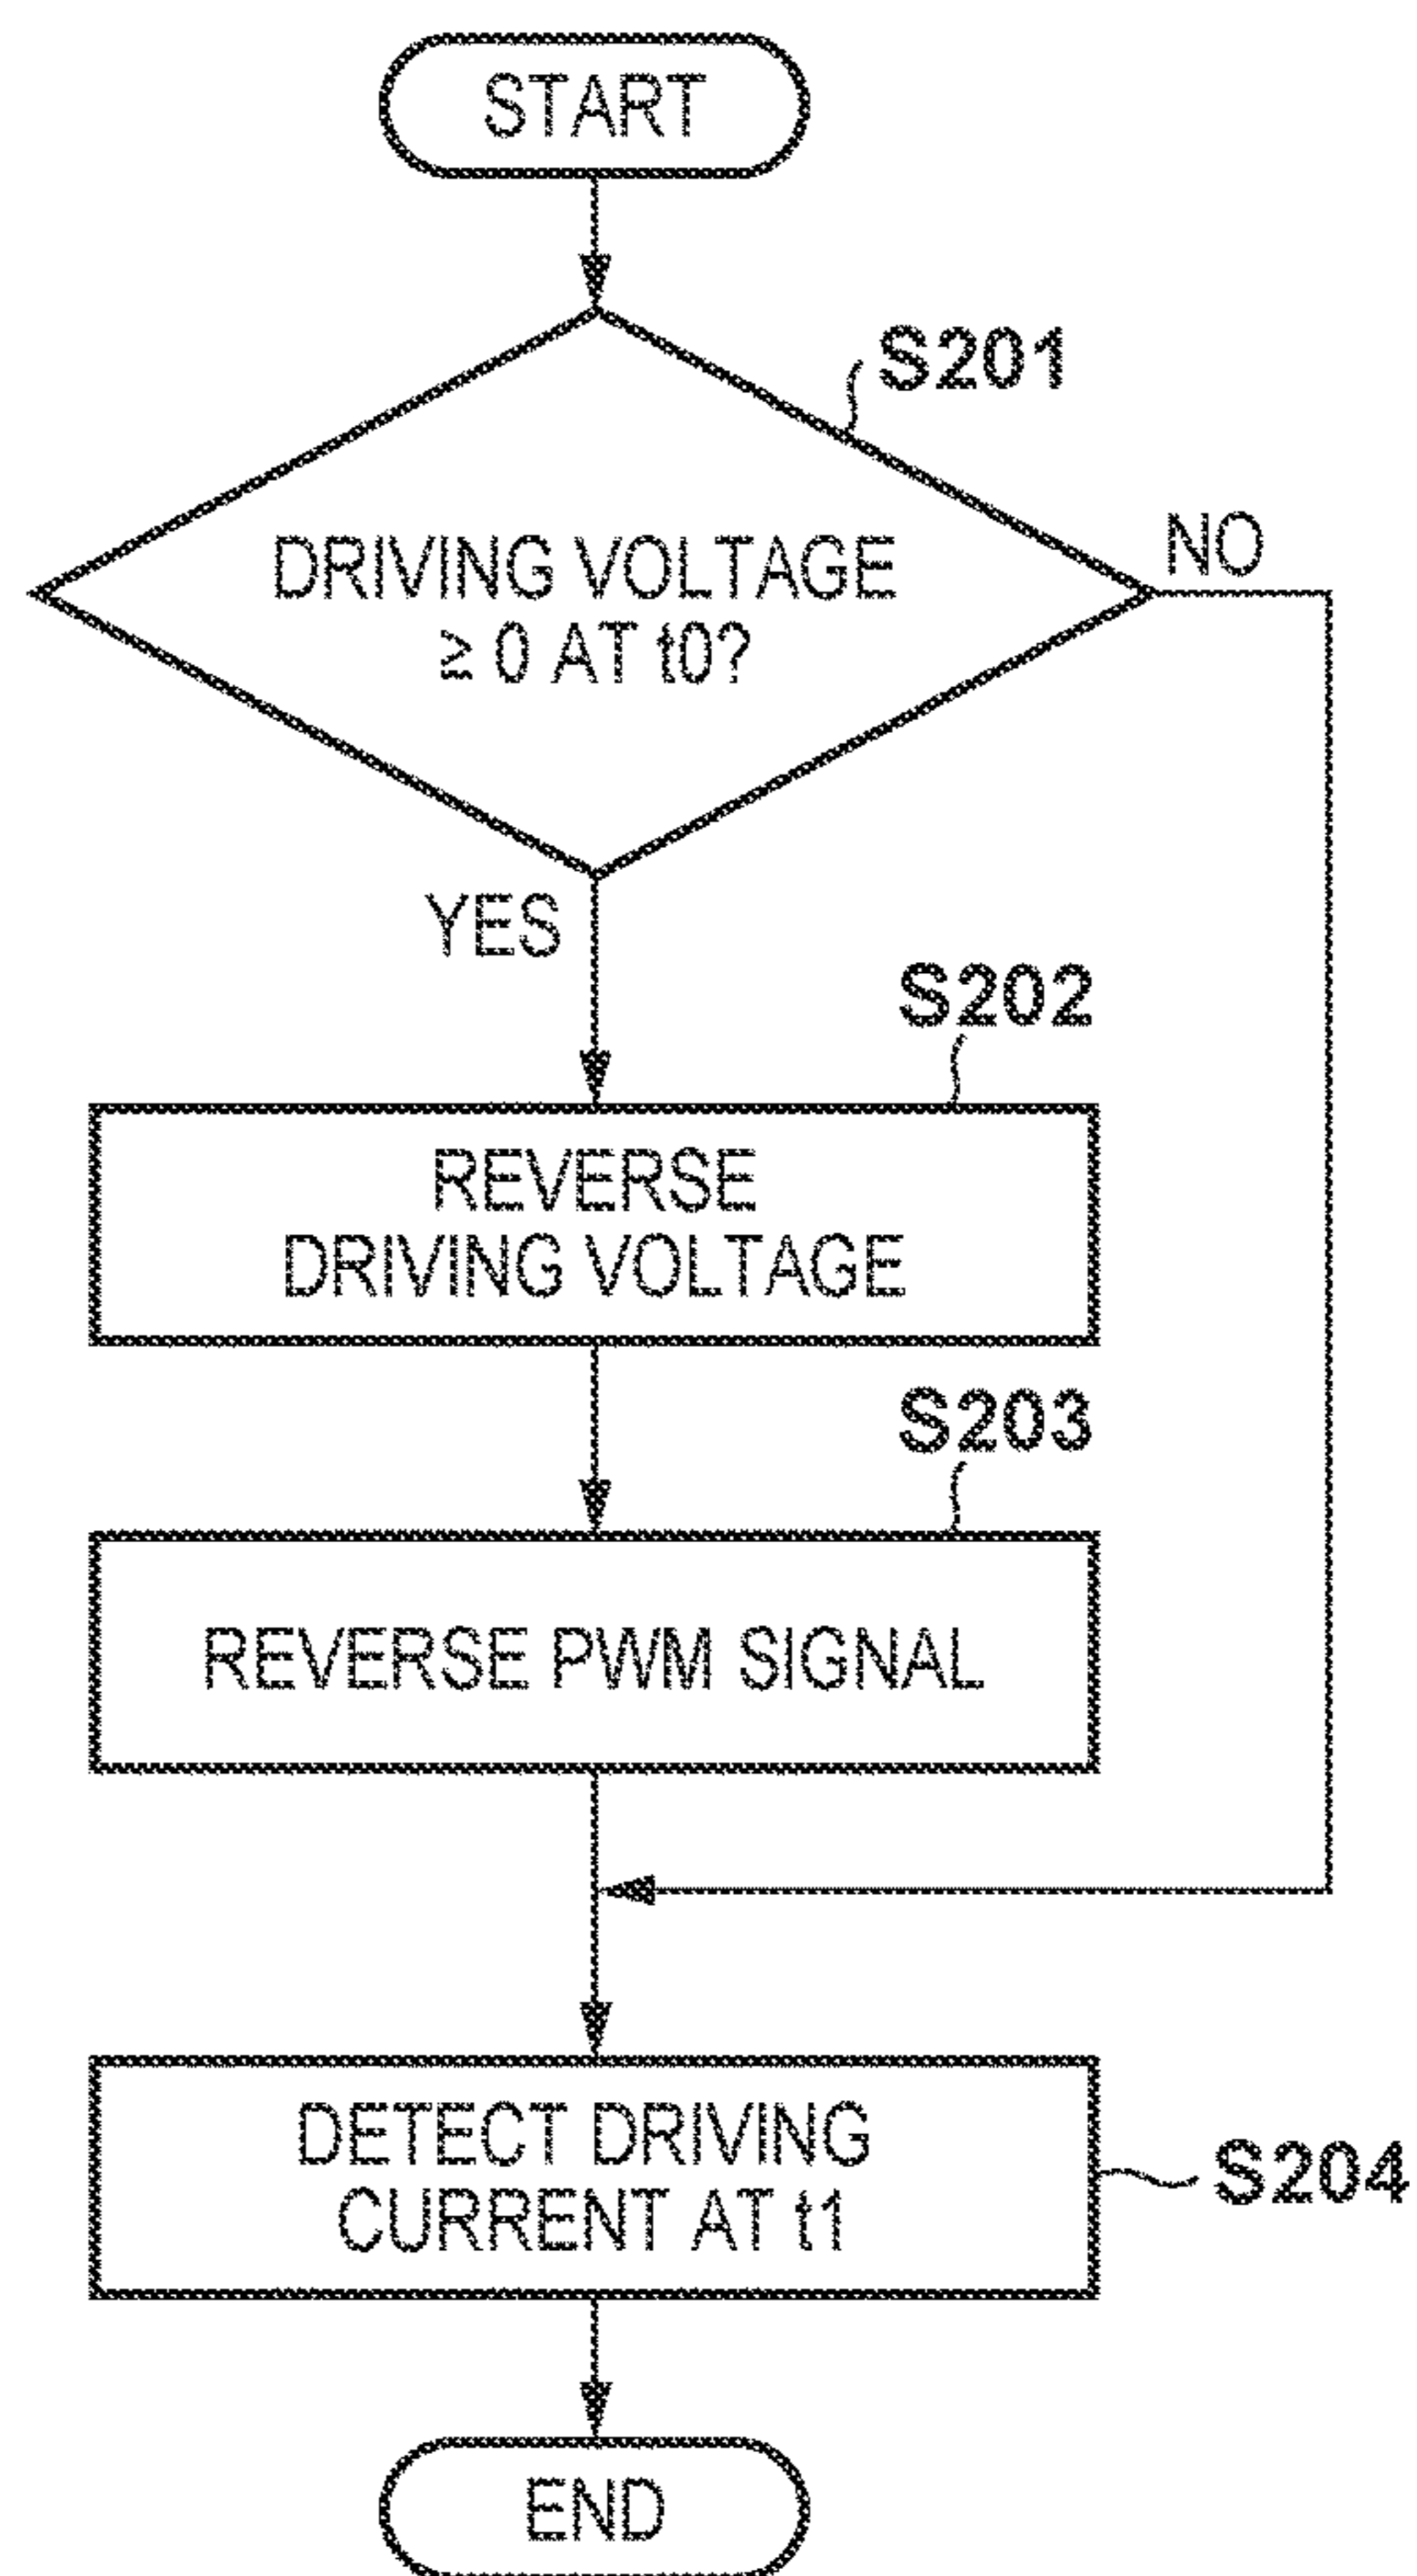 START
S201
DRIVING VOLTAGE
≧ 0 AT t0?
NO
YES
S202
REVERSE
DRIVING VOLTAGE
S203
REVERSE PWM SIGNAL
DETECT DRIVING
CURRENT AT t1
S204
END